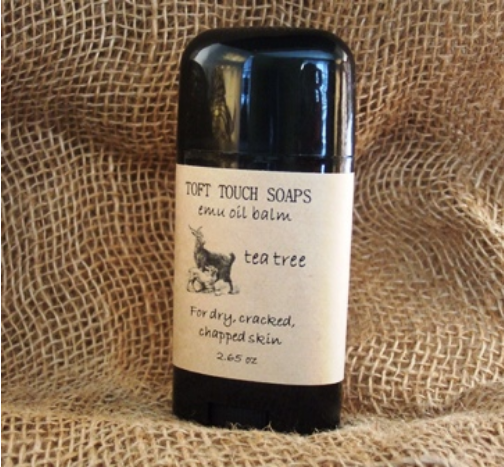 TOFT TOUCH SOAPS
emu oil balm
tea tree
For dry, cracked,
chapped skin
2.65 oz